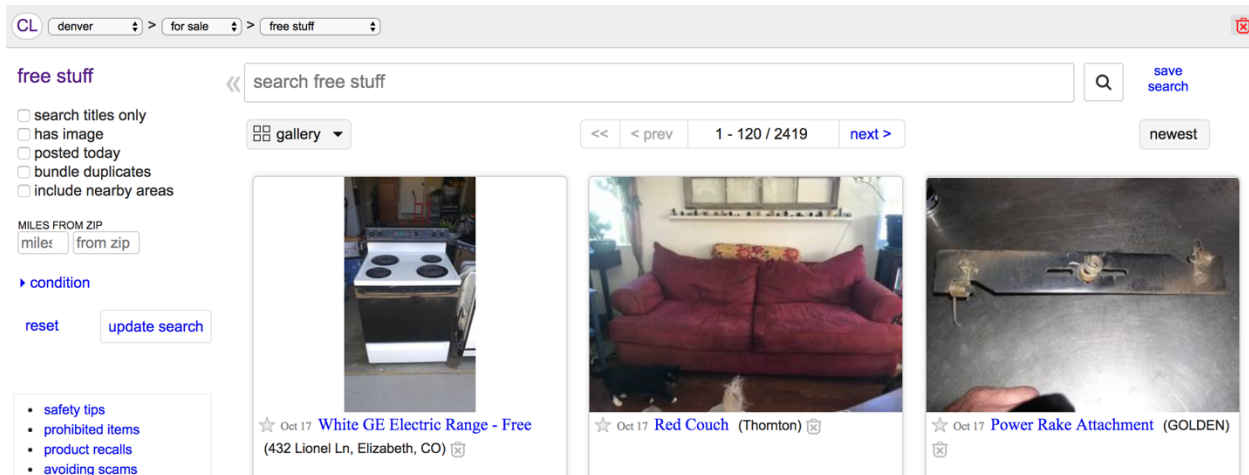 CL denver > for sale > free stuff
free stuff
search free stuff
save
search
search titles only
has image
posted today
bundle duplicates
include nearby areas
MILES FROM ZIP
miles from zip
condition
reset update search
safety tips
prohibited items
product recalls
avoiding scams
gallery
<< < prev 1 - 120 / 2419 next >
newest
Oct 17 White GE Electric Range - Free
(432 Lionel Ln, Elizabeth, CO)
Oct 17 Red Couch (Thornton)
Oct 17 Power Rake Attachment (GOLDEN)